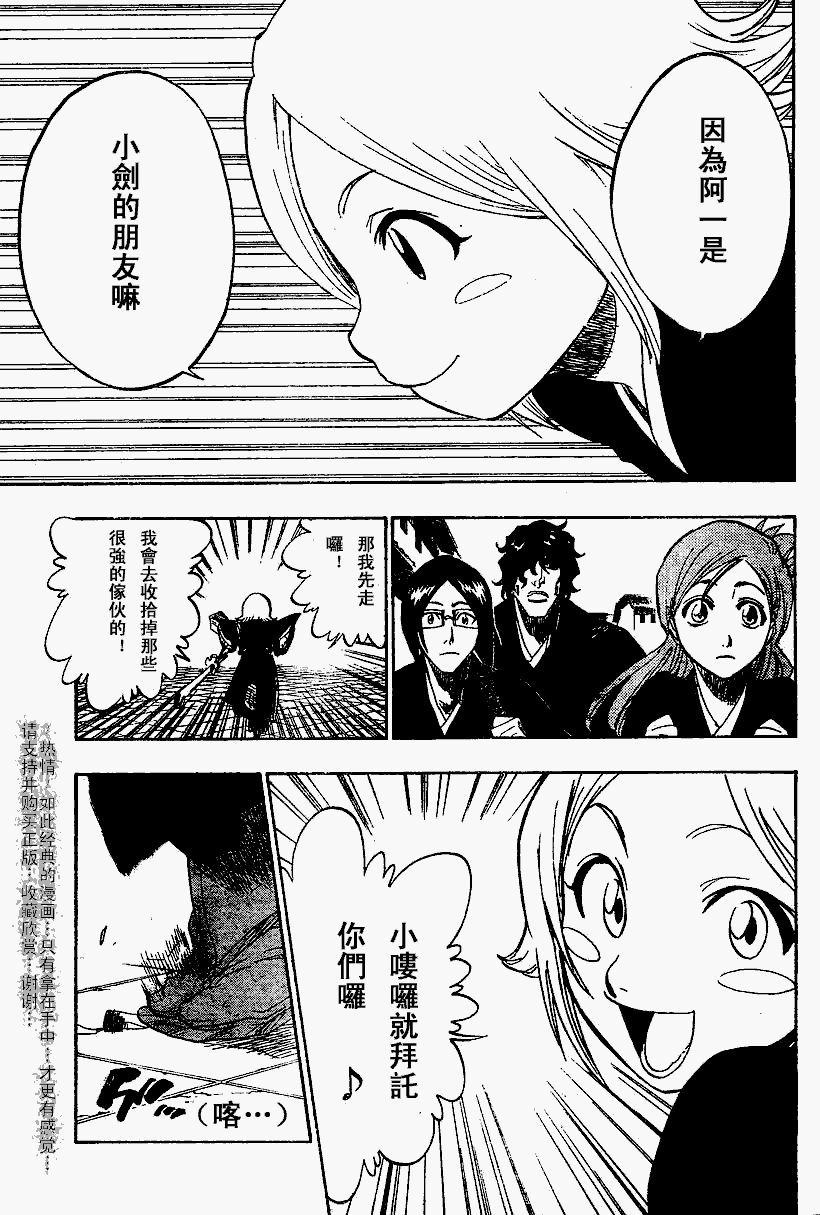 因為阿一是
小劍的朋友嘛
那我先走
囉！
我會去收拾掉那些
很強的傢伙的！
小嘍囉就拜託
你們囉
♪
（喀…）
热情…如此经典的漫画…只有拿在手中…才更有感觉…
请支持并购买正版…收藏欣赏…谢谢…